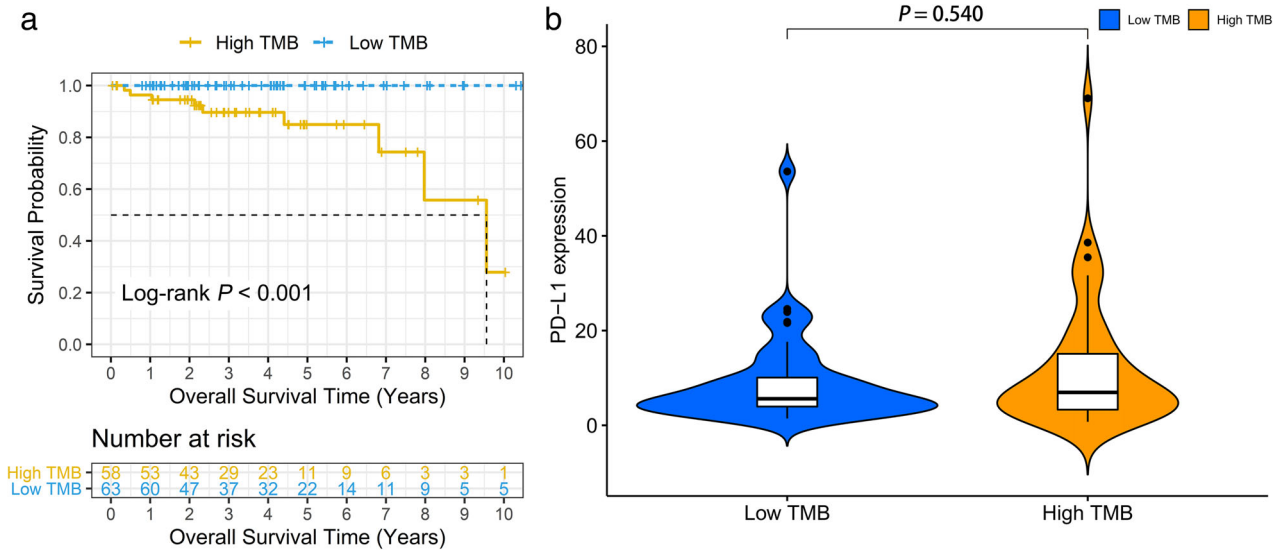 a
High TMB Low TMB
1.0
0.8
0.6
0.4
0.2
0.0
Survival Probability
Log-rank P < 0.001
0 1 2 3 4 5 6 7 8 9 10
Overall Survival Time (Years)
Number at risk
High TMB 58 53 43 29 23 11 9 6 3 3 1
Low TMB 63 60 47 37 32 22 14 11 9 5 5
0 1 2 3 4 5 6 7 8 9 10
Overall Survival Time (Years)
b
P = 0.540
Low TMB High TMB
80
60
40
20
0
PD-L1 expression
Low TMB High TMB